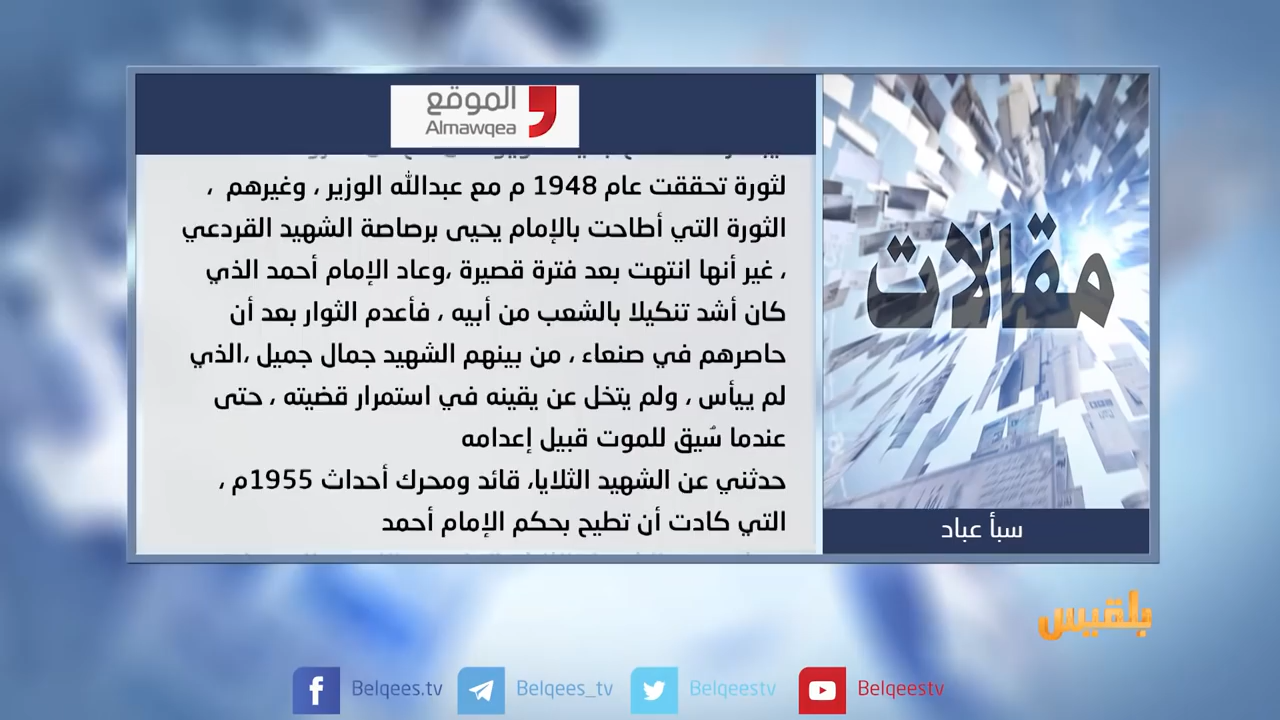 الموقع
Almawqea
لثورة تحققت عام 1948 م مع عبدالله الوزير ، وغيرهم ،
الثورة التي أطاحت بالإمام يحيى برصاصة الشهيد القردعي
، غير أنها انتهت بعد فترة قصيرة ،وعاد الإمام أحمد الذي
كان أشد تنكيلا بالشعب من أبيه ، فأعدم الثوار بعد أن
حاصرهم في صنعاء ، من بينهم الشهيد جمال جميل ،الذي
لم ييأس ، ولم يتخل عن يقينه في استمرار قضيته ، حتى
عندما سُيق للموت قبيل إعدامه
حدثني عن الشهيد الثلايا، قائد ومحرك أحداث 1955م ،
التي كادت أن تطيح بحكم الإمام أحمد
مقالات
سبأ عباد
بلقيس
Belqees.tv
Belqees_tv
Belqeestv
Belqeestv